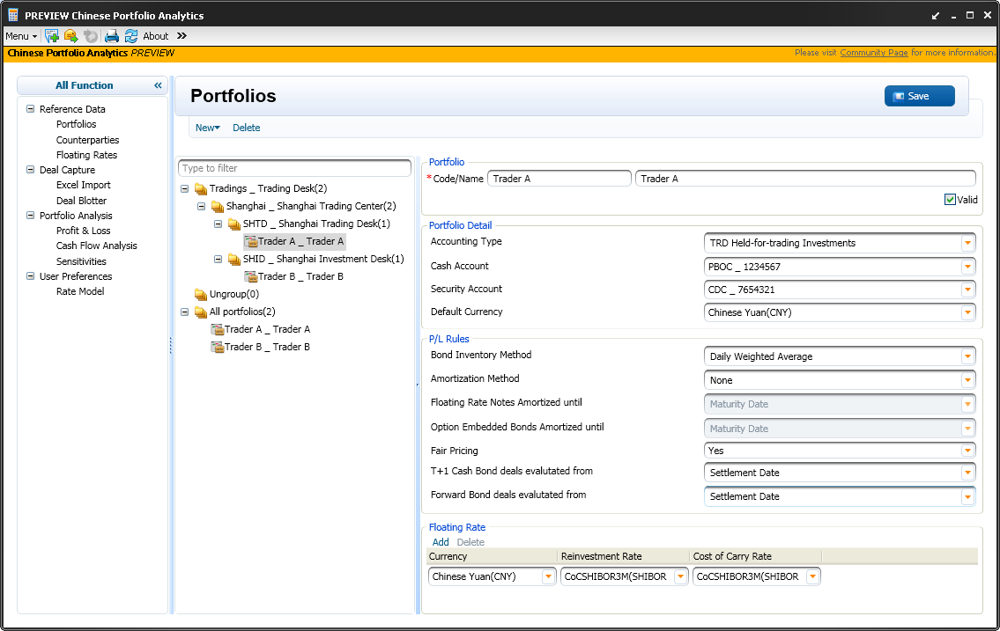 PREVIEW Chinese Portfolio Analytics
Menu About
Chinese Portfolio Analytics PREVIEW Please visit Community Page for more information.
All Function «
Reference Data
Portfolios
Counterparties
Floating Rates
Deal Capture
Excel Import
Deal Blotter
Portfolio Analysis
Profit & Loss
Cash Flow Analysis
Sensitivities
User Preferences
Rate Model
Portfolios
Save
New Delete
Type to filter
Tradings _ Trading Desk(2)
Shanghai _ Shanghai Trading Center(2)
SHTD _ Shanghai Trading Desk(1)
Trader A _ Trader A
SHID _ Shanghai Investment Desk(1)
Trader B _ Trader B
Ungroup(0)
All portfolios(2)
Trader A _ Trader A
Trader B _ Trader B
Portfolio
*Code/Name Trader A Trader A
Valid
Portfolio Detail
Accounting Type TRD Held-for-trading Investments
Cash Account PBOC _ 1234567
Security Account CDC _ 7654321
Default Currency Chinese Yuan(CNY)
P/L Rules
Bond Inventory Method Daily Weighted Average
Amortization Method None
Floating Rate Notes Amortized until Maturity Date
Option Embedded Bonds Amortized until Maturity Date
Fair Pricing Yes
T+1 Cash Bond deals evalutated from Settlement Date
Forward Bond deals evalutated from Settlement Date
Floating Rate
Add Delete
Currency Reinvestment Rate Cost of Carry Rate
Chinese Yuan(CNY) CoCSHIBOR3M(SHIBOR CoCSHIBOR3M(SHIBOR